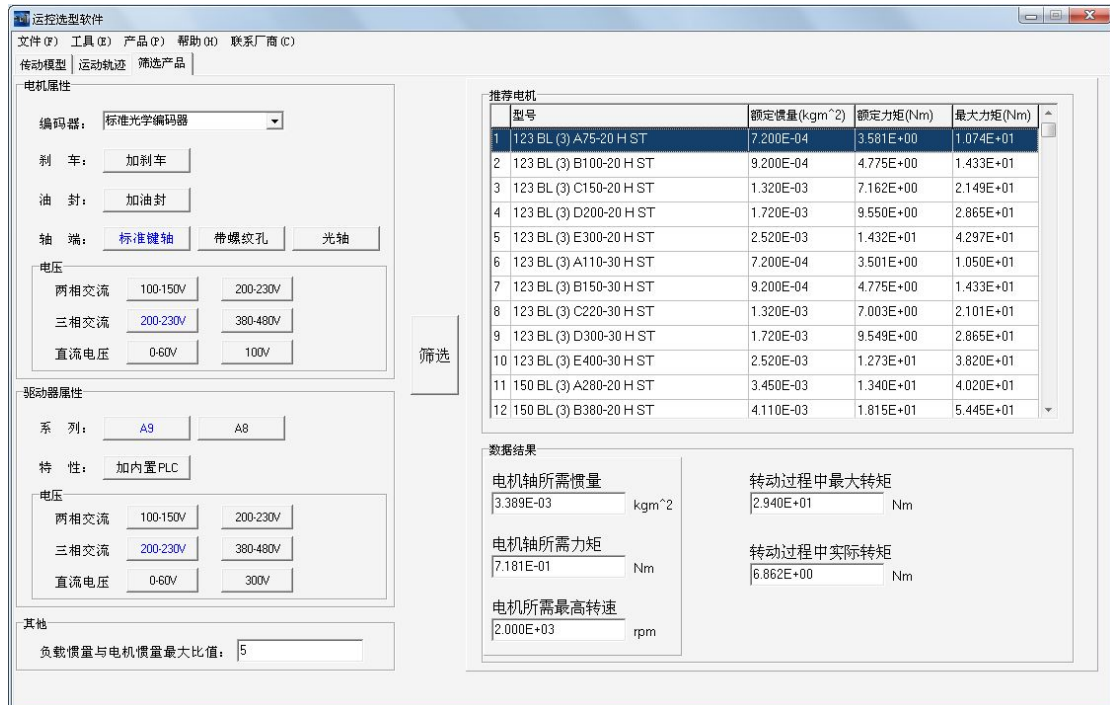 运控选型软件
文件(F) 工具(E) 产品(P) 帮助(H) 联系厂商(C)
传动模型 运动轨迹 筛选产品
电机属性
编码器: 标准光学编码器
刹 车: 加刹车
油 封: 加油封
轴 端: 标准键轴 带螺纹孔 光轴
电压
两相交流 100-150V 200-230V
三相交流 200-230V 380-480V
直流电压 0-60V 100V
驱动器属性
系 列: A9 A8
特 性: 加内置PLC
电压
两相交流 100-150V 200-230V
三相交流 200-230V 380-480V
直流电压 0-60V 300V
其他
负载惯量与电机惯量最大比值: 5
筛选
推荐电机
型号 额定惯量(kgm^2) 额定力矩(Nm) 最大力矩(Nm)
1 123 BL (3) A75-20 H ST 7.200E-04 3.581E+00 1.074E+01
2 123 BL (3) B100-20 H ST 9.200E-04 4.775E+00 1.433E+01
3 123 BL (3) C150-20 H ST 1.320E-03 7.162E+00 2.149E+01
4 123 BL (3) D200-20 H ST 1.720E-03 9.550E+00 2.865E+01
5 123 BL (3) E300-20 H ST 2.520E-03 1.432E+01 4.297E+01
6 123 BL (3) A110-30 H ST 7.200E-04 3.501E+00 1.050E+01
7 123 BL (3) B150-30 H ST 9.200E-04 4.775E+00 1.433E+01
8 123 BL (3) C220-30 H ST 1.320E-03 7.003E+00 2.101E+01
9 123 BL (3) D300-30 H ST 1.720E-03 9.549E+00 2.865E+01
10 123 BL (3) E400-30 H ST 2.520E-03 1.273E+01 3.820E+01
11 150 BL (3) A280-20 H ST 3.450E-03 1.340E+01 4.020E+01
12 150 BL (3) B380-20 H ST 4.110E-03 1.815E+01 5.445E+01
数据结果
电机轴所需惯量
3.389E-03 kgm^2
电机轴所需力矩
7.181E-01 Nm
电机所需最高转速
2.000E+03 rpm
转动过程中最大转矩
2.940E+01 Nm
转动过程中实际转矩
6.862E+00 Nm